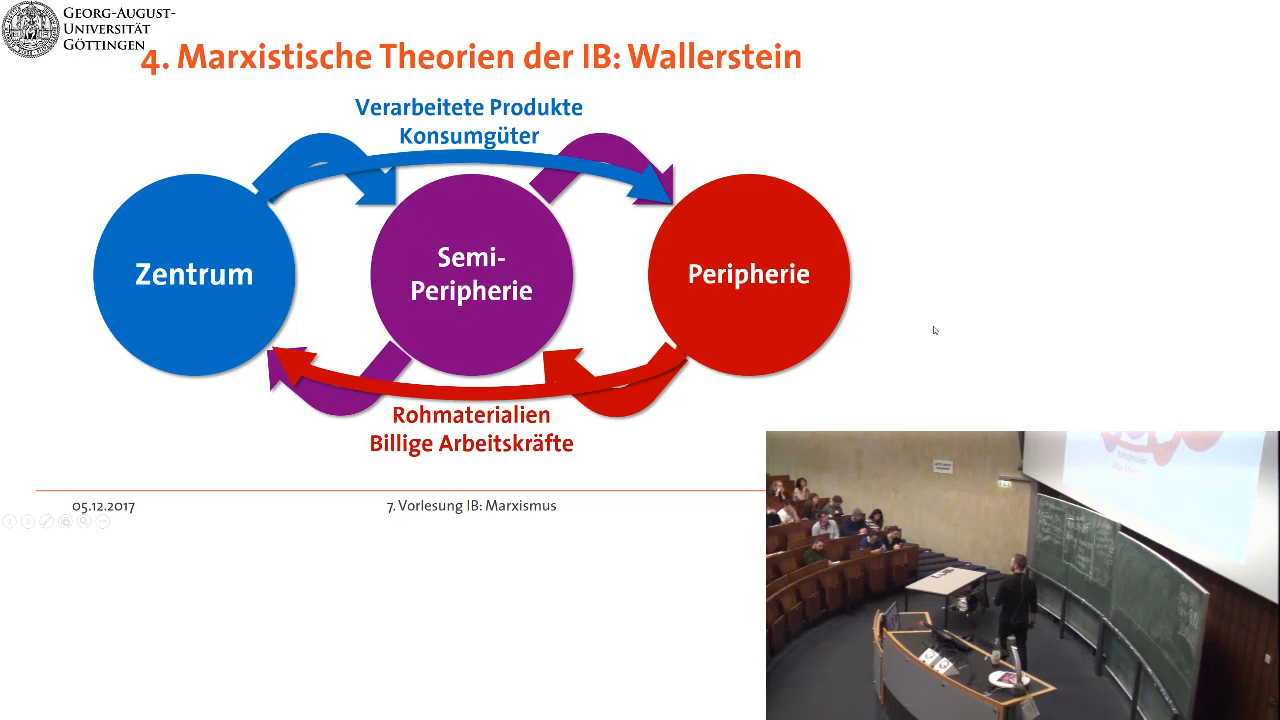 GEORG-AUGUST-
UNIVERSITÄT
GÖTTINGEN
4. Marxistische Theorien der IB: Wallerstein
Verarbeitete Produkte
Konsumgüter
Zentrum
Semi-
Peripherie
Peripherie
Rohmaterialien
Billige Arbeitskräfte
05.12.2017
7. Vorlesung IB: Marxismus